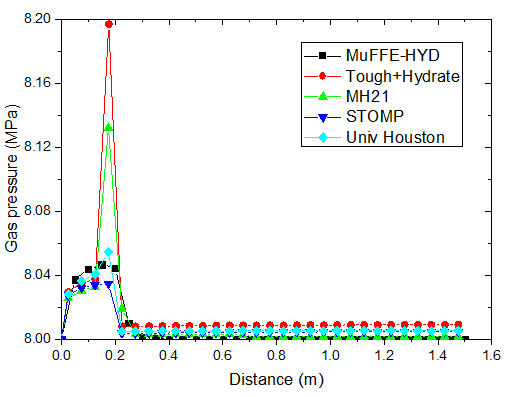 8.20
8.16
8.12
8.08
8.04
8.00
Gas pressure (MPa)
MuFFE-HYD
Tough+Hydrate
MH21
STOMP
Univ Houston
0.0 0.2 0.4 0.6 0.8 1.0 1.2 1.4 1.6
Distance (m)